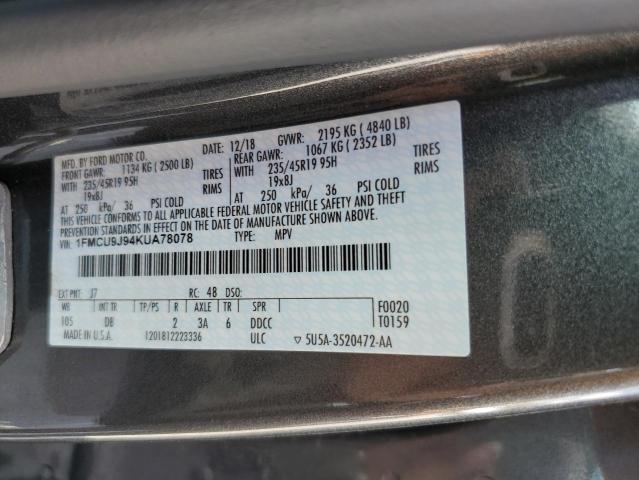 MFD. BY FORD MOTOR CO.
DATE: 12/18 GVWR: 2195 KG ( 4840 LB)
FRONT GAWR: 1134 KG ( 2500 LB) REAR GAWR: 1067 KG ( 2352 LB)
WITH 235/45R19 95H TIRES WITH 235/45R19 95H TIRES
19x8J RIMS 19x8J RIMS
AT 250 kPa/ 36 PSI COLD AT 250 kPa/ 36 PSI COLD
THIS VEHICLE CONFORMS TO ALL APPLICABLE FEDERAL MOTOR VEHICLE SAFETY AND THEFT
PREVENTION STANDARDS IN EFFECT ON THE DATE OF MANUFACTURE SHOWN ABOVE.
VIN: 1FMCU9J94KUA78078 TYPE: MPV
EXT PNT: J7 RC: 48 DSO:
WB INT TR TP/PS R AXLE TR SPR F0020
105 DB 2 3A 6 DDCC T0159
MADE IN U.S.A. 1201812223336 ULC ▽ 5U5A-3520472-AA